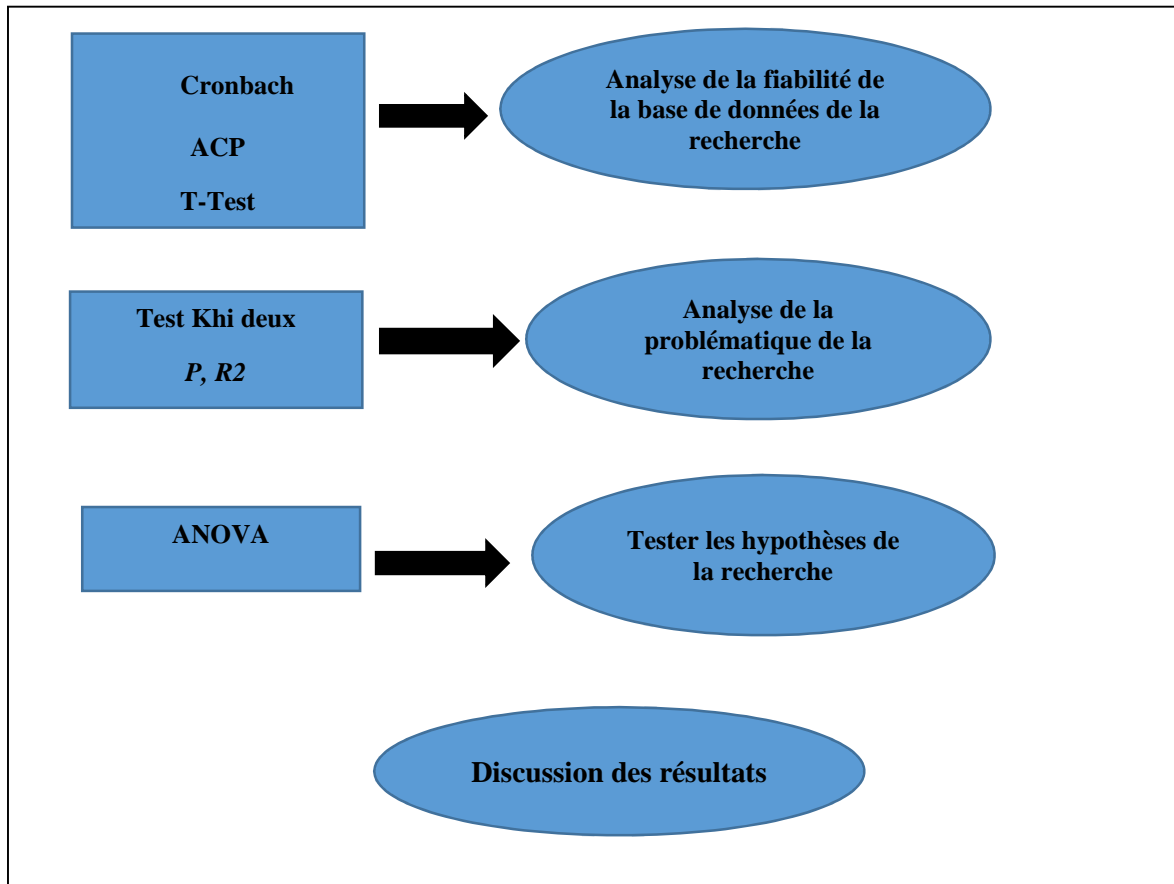 Cronbach
ACP
T-Test
Analyse de la fiabilité de
la base de données de la
recherche
Test Khi deux
P, R2
Analyse de la
problématique de la
recherche
ANOVA
Tester les hypothèses de
la recherche
Discussion des résultats